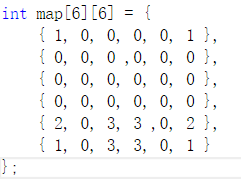 int map[6][6] = {
{ 1, 0, 0, 0, 0, 1 },
{ 0, 0, 0 ,0, 0, 0 },
{ 0, 0, 0, 0, 0, 0 },
{ 0, 0, 0, 0, 0, 0 },
{ 2, 0, 3, 3 ,0, 2 },
{ 1, 0, 3, 3, 0, 1 }
};